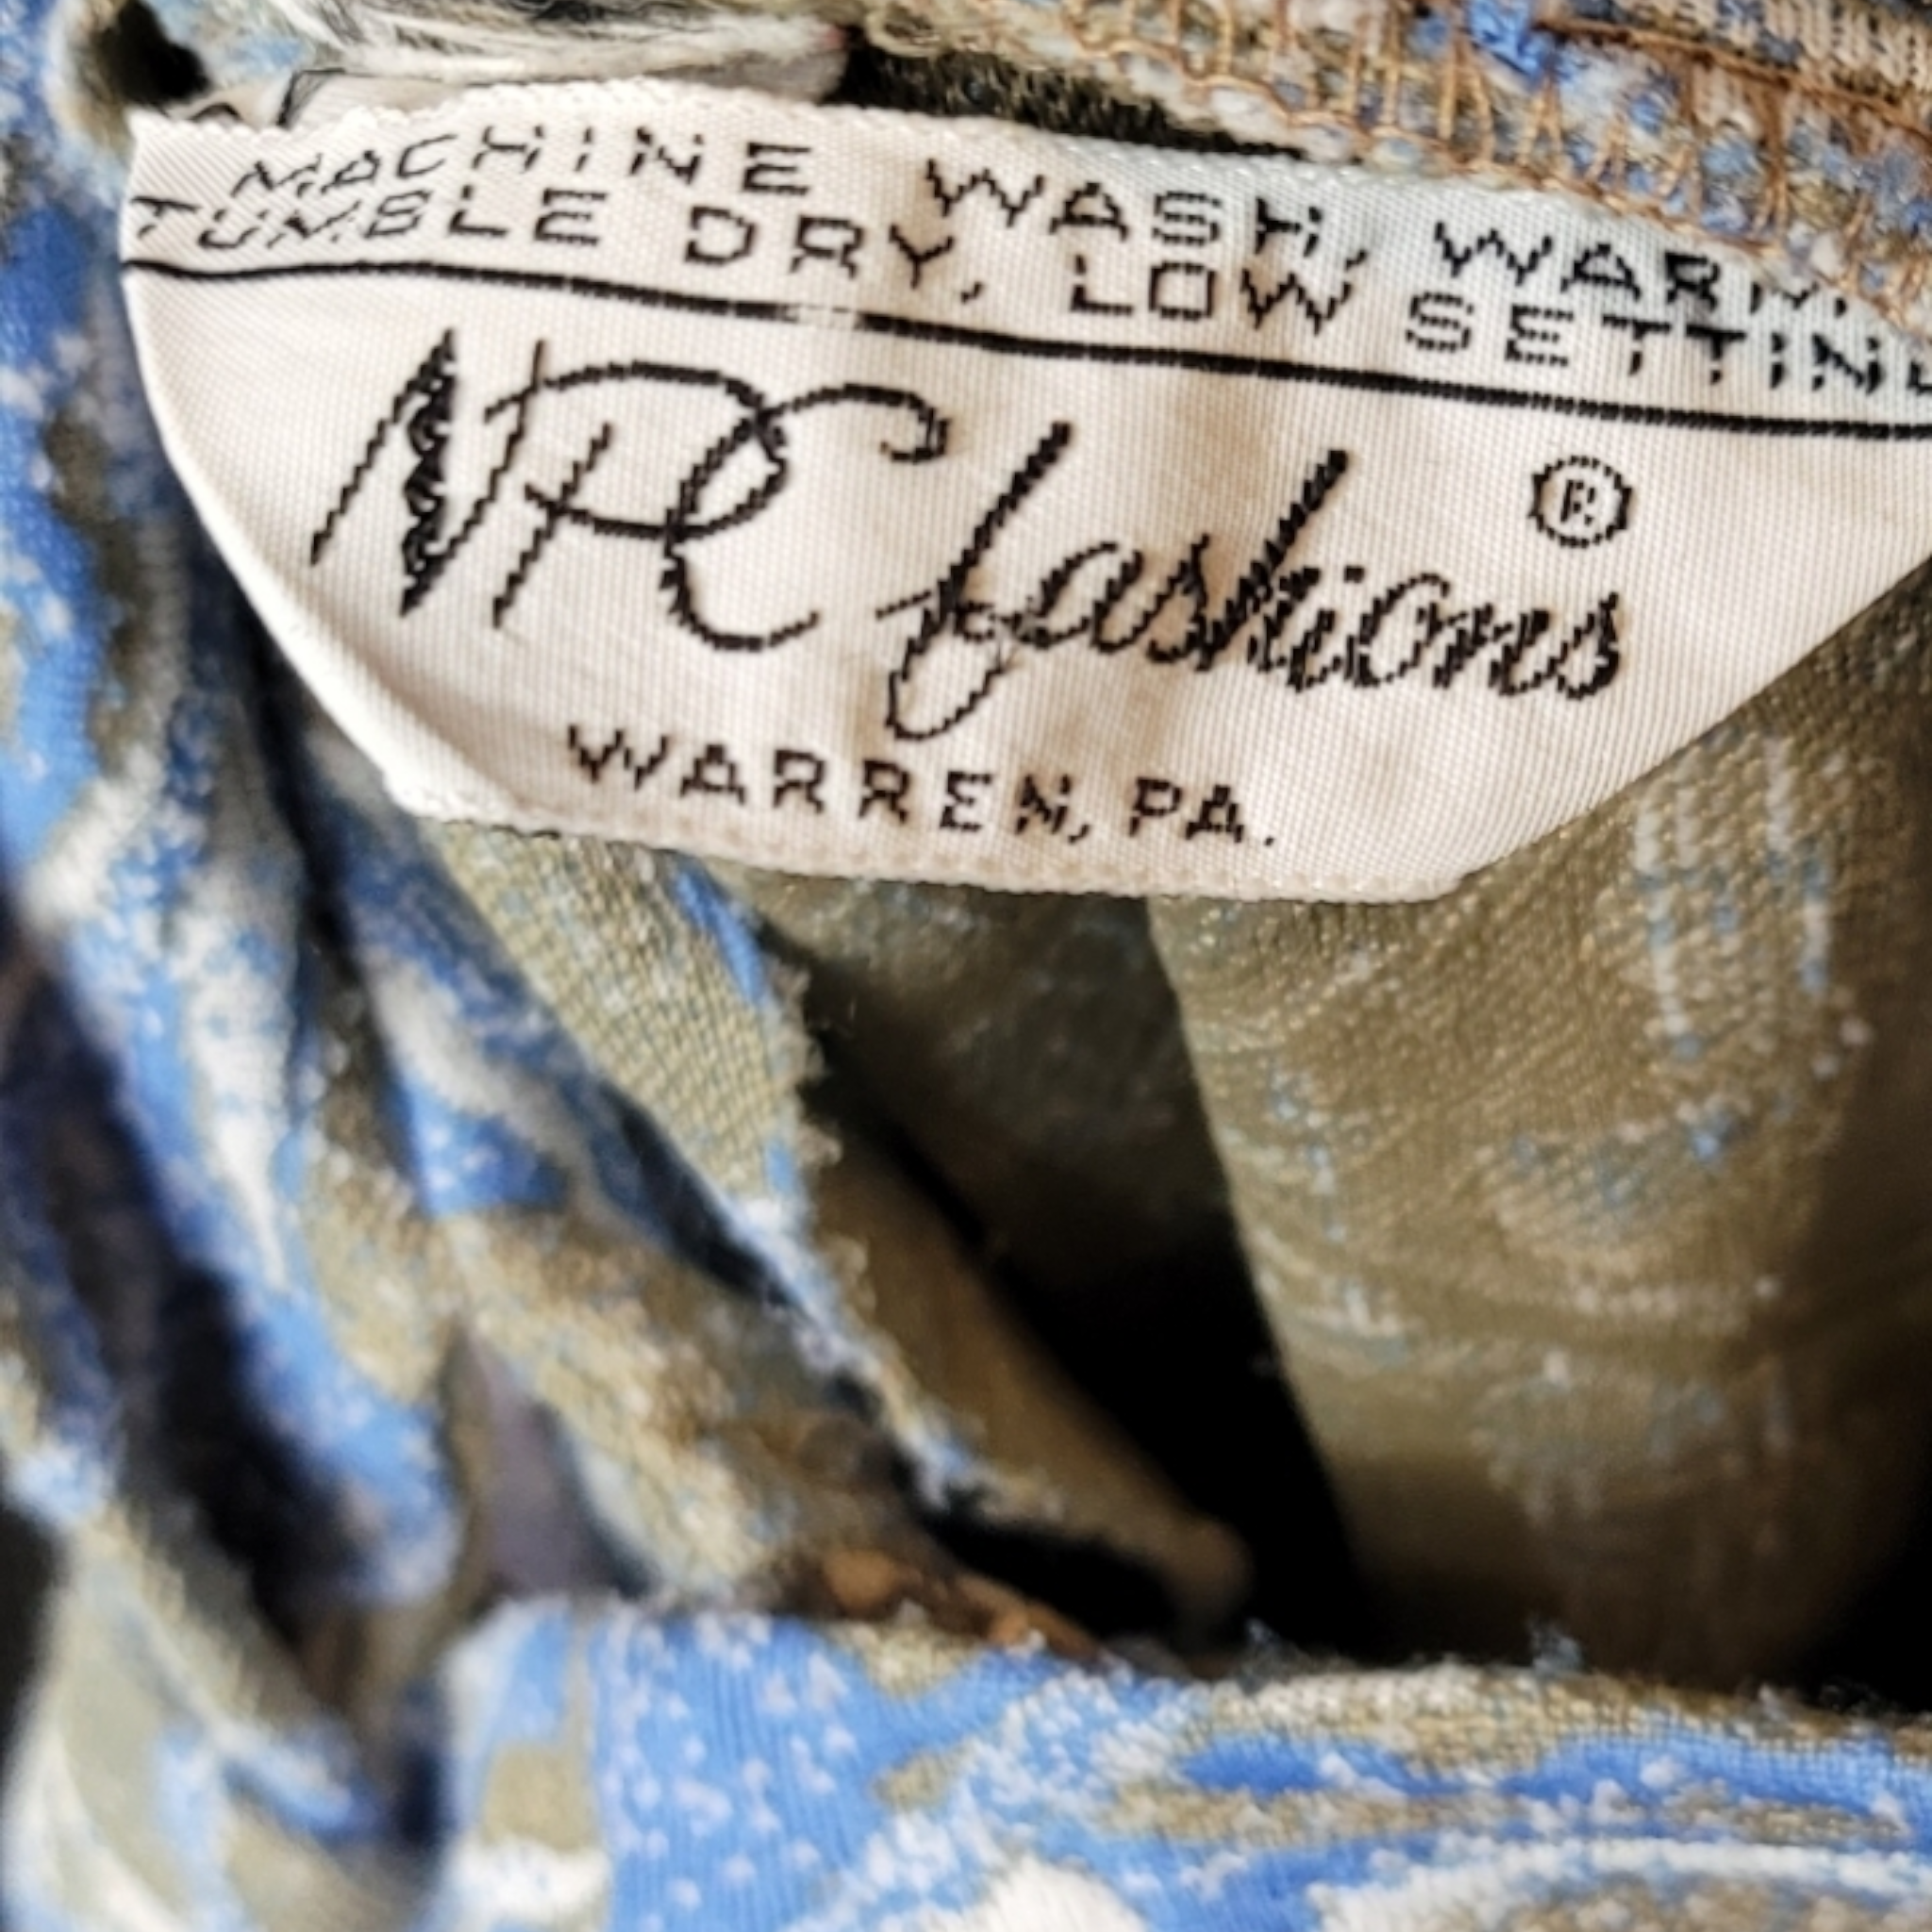 MACHINE WASH, WARM,
TUMBLE DRY, LOW SETTING
NPC fashions ®
WARREN, PA.